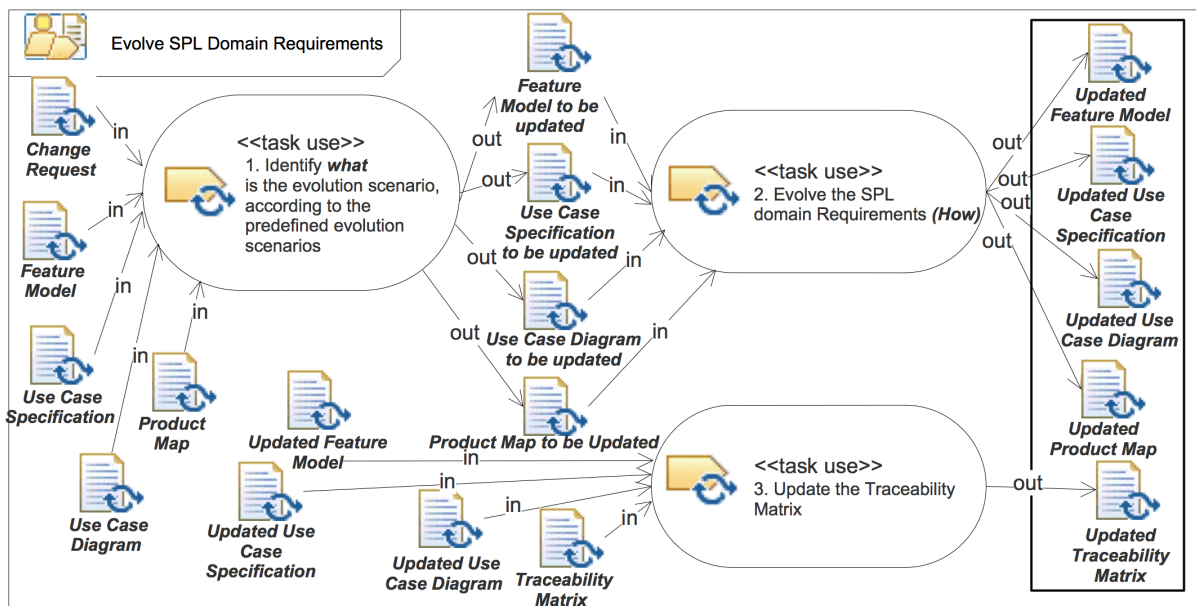 Evolve SPL Domain Requirements
Change
Request
in
Feature
Model
in
Use Case
Specification
in
Use Case
Diagram
in
Product
Map
in
<<task use>>
1. Identify what
is the evolution scenario,
according to the
predefined evolution
scenarios
out
out
out
out
Feature
Model to be
updated
in
Use Case
Specification
to be updated
in
Use Case Diagram
to be updated
in
Product Map to be Updated
in
<<task use>>
2. Evolve the SPL
domain Requirements (How)
out
out
out
out
Updated
Feature Model
Updated Use
Case
Specification
Updated Use
Case Diagram
Updated
Product Map
Updated Feature
Model
in
Updated Use
Case
Specification
in
Updated Use
Case Diagram
in
Traceability
Matrix
in
<<task use>>
3. Update the Traceability
Matrix
out
Updated
Traceability
Matrix